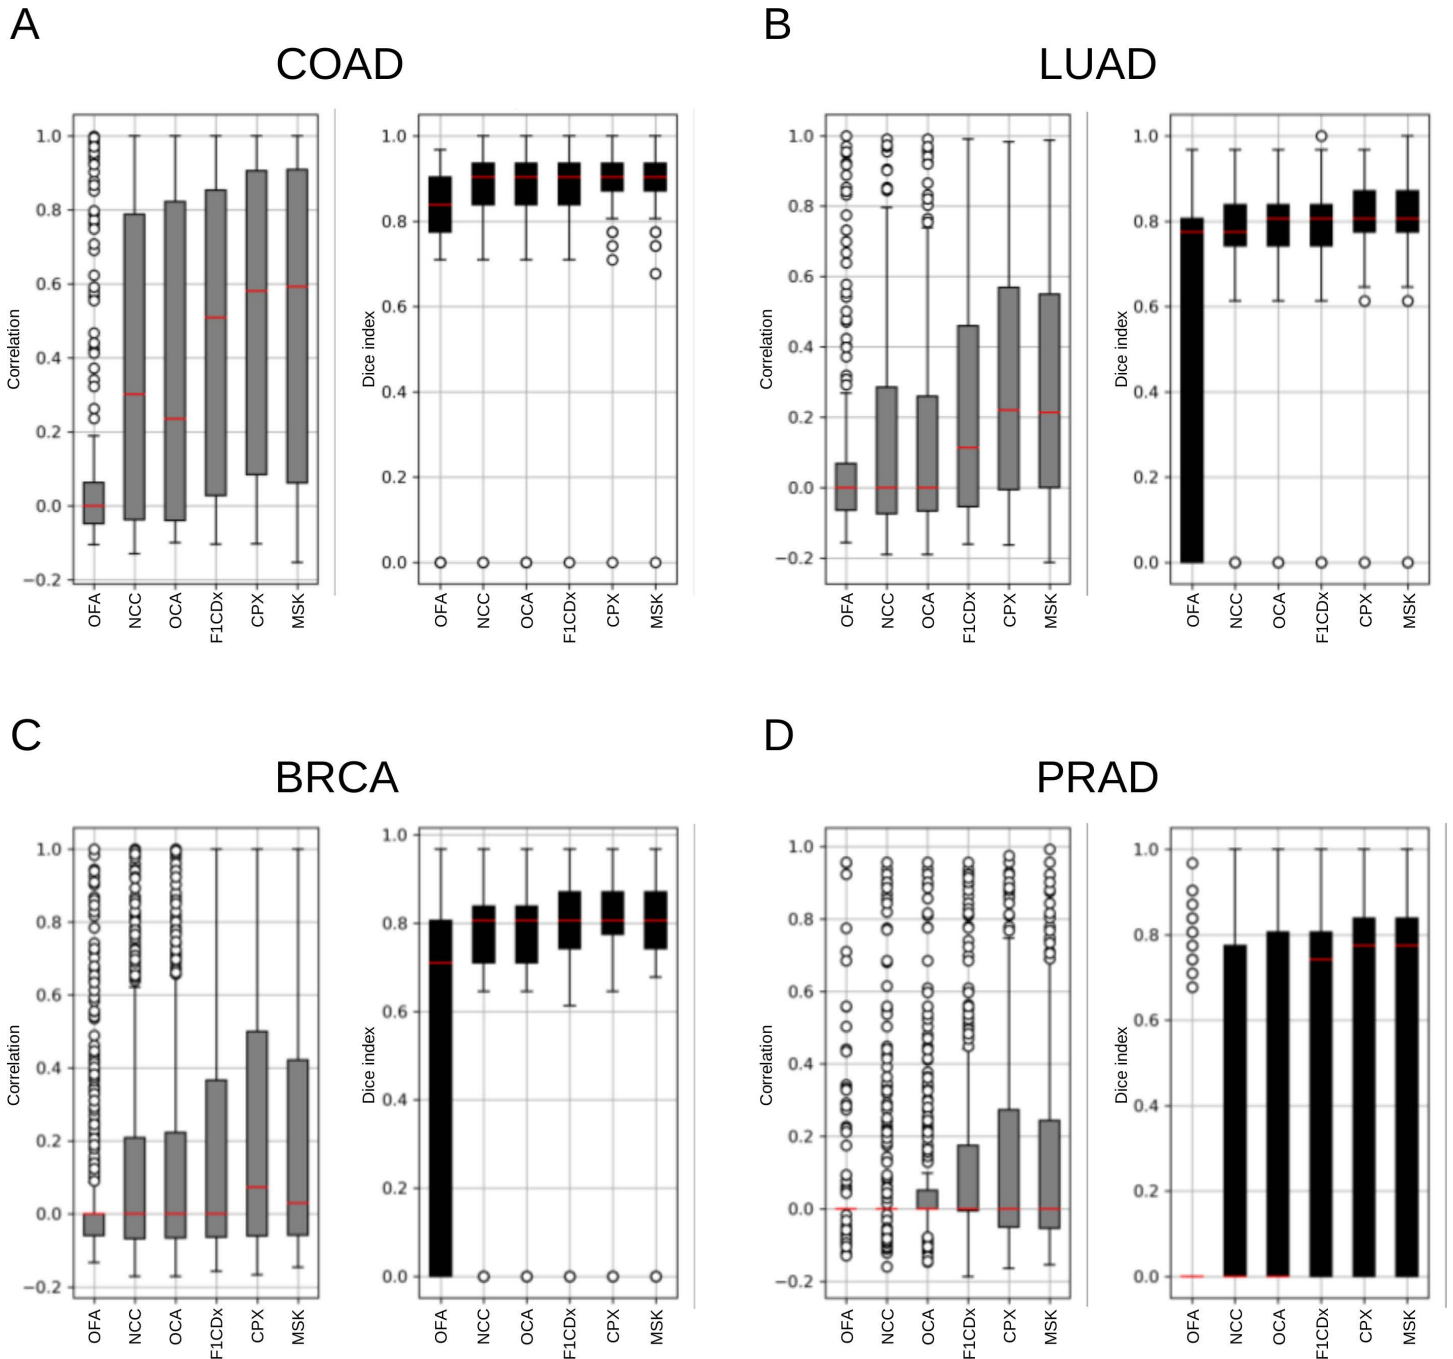 A
COAD
Correlation
1.0
0.8
0.6
0.4
0.2
0.0
−0.2
OFA
NCC
OCA
F1CDx
CPX
MSK
Dice index
1.0
0.8
0.6
0.4
0.2
0.0
OFA
NCC
OCA
F1CDx
CPX
MSK
B
LUAD
Correlation
1.0
0.8
0.6
0.4
0.2
0.0
−0.2
OFA
NCC
OCA
F1CDx
CPX
MSK
Dice index
1.0
0.8
0.6
0.4
0.2
0.0
OFA
NCC
OCA
F1CDx
CPX
MSK
C
BRCA
Correlation
1.0
0.8
0.6
0.4
0.2
0.0
−0.2
OFA
NCC
OCA
F1CDx
CPX
MSK
Dice index
1.0
0.8
0.6
0.4
0.2
0.0
OFA
NCC
OCA
F1CDx
CPX
MSK
D
PRAD
Correlation
1.0
0.8
0.6
0.4
0.2
0.0
−0.2
OFA
NCC
OCA
F1CDx
CPX
MSK
Dice index
1.0
0.8
0.6
0.4
0.2
0.0
OFA
NCC
OCA
F1CDx
CPX
MSK